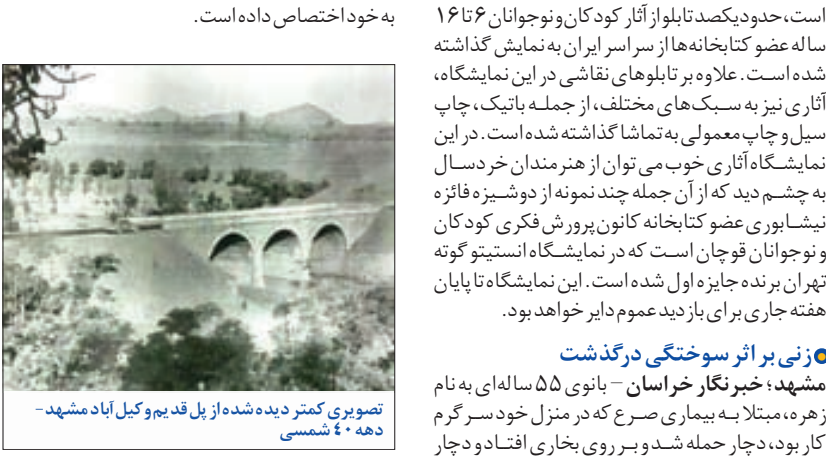 است، حدود یکصد تابلو از آثار کودکان و نوجوانان ۶ تا ۱۶
ساله عضو کتابخانه‌ها از سراسر ایران به نمایش گذاشته
شده است. علاوه بر تابلوهای نقاشی در این نمایشگاه،
آثاری نیز به سبک‌های مختلف، از جمله باتیک، چاپ
سیل و چاپ معمولی به تماشا گذاشته شده است. در این
نمایشگاه آثاری خوب می توان از هنرمندان خردسال
به چشم دید که از آن جمله چند نمونه از دوشیزه فائزه
نیشابوری عضو کتابخانه کانون پرورش فکری کودکان
و نوجوانان قوچان است که در نمایشگاه انستیتو گوته
تهران برنده جایزه اول شده است. این نمایشگاه تا پایان
هفته جاری برای بازدید عموم دایر خواهد بود.
زنی بر اثر سوختگی درگذشت
مشهد؛ خبرنگار خراسان – بانوی ۵۵ ساله‌ای به نام
زهره، مبتلا به بیماری صرع که در منزل خود سرگرم
کار بود، دچار حمله شد و بر روی بخاری افتاد و دچار
به خود اختصاص داده است.
تصویری کمتر دیده شده از پل قدیم وکیل آباد مشهد -
دهه ۴۰ شمسی